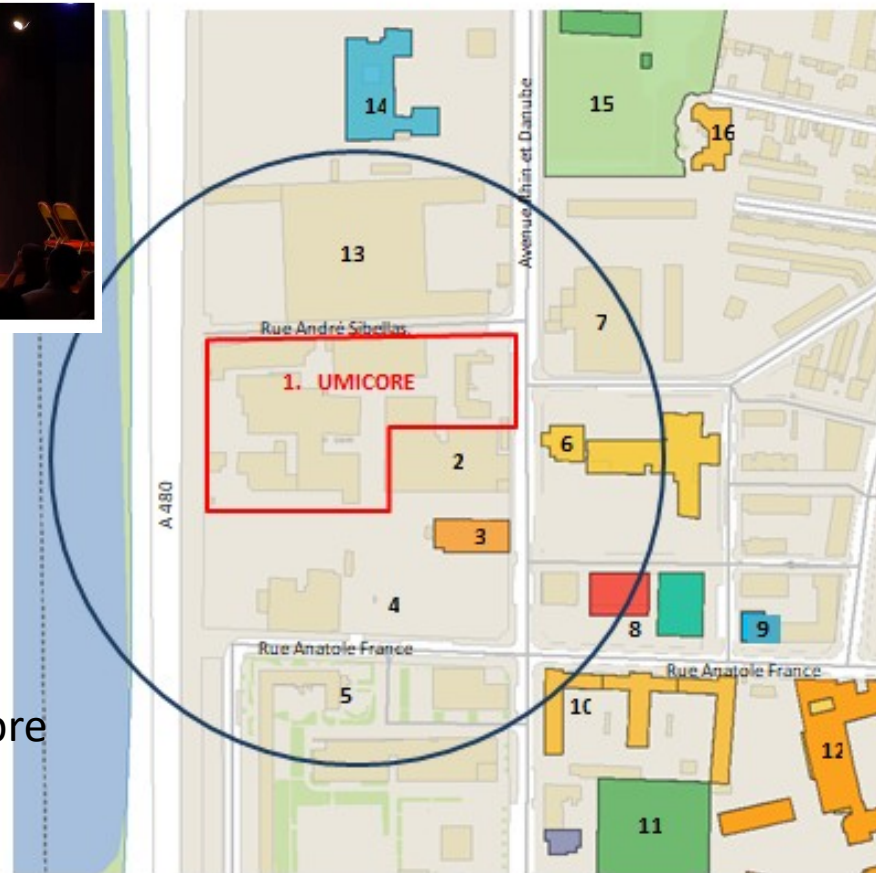 14
15
16
Avenue Rhin et Danube
13
7
Rue André Sibellas
1. UMICORE
6
2
A 480
3
4
8
9
Rue Anatole France
Rue Anatole France
5
10
ore
12
11